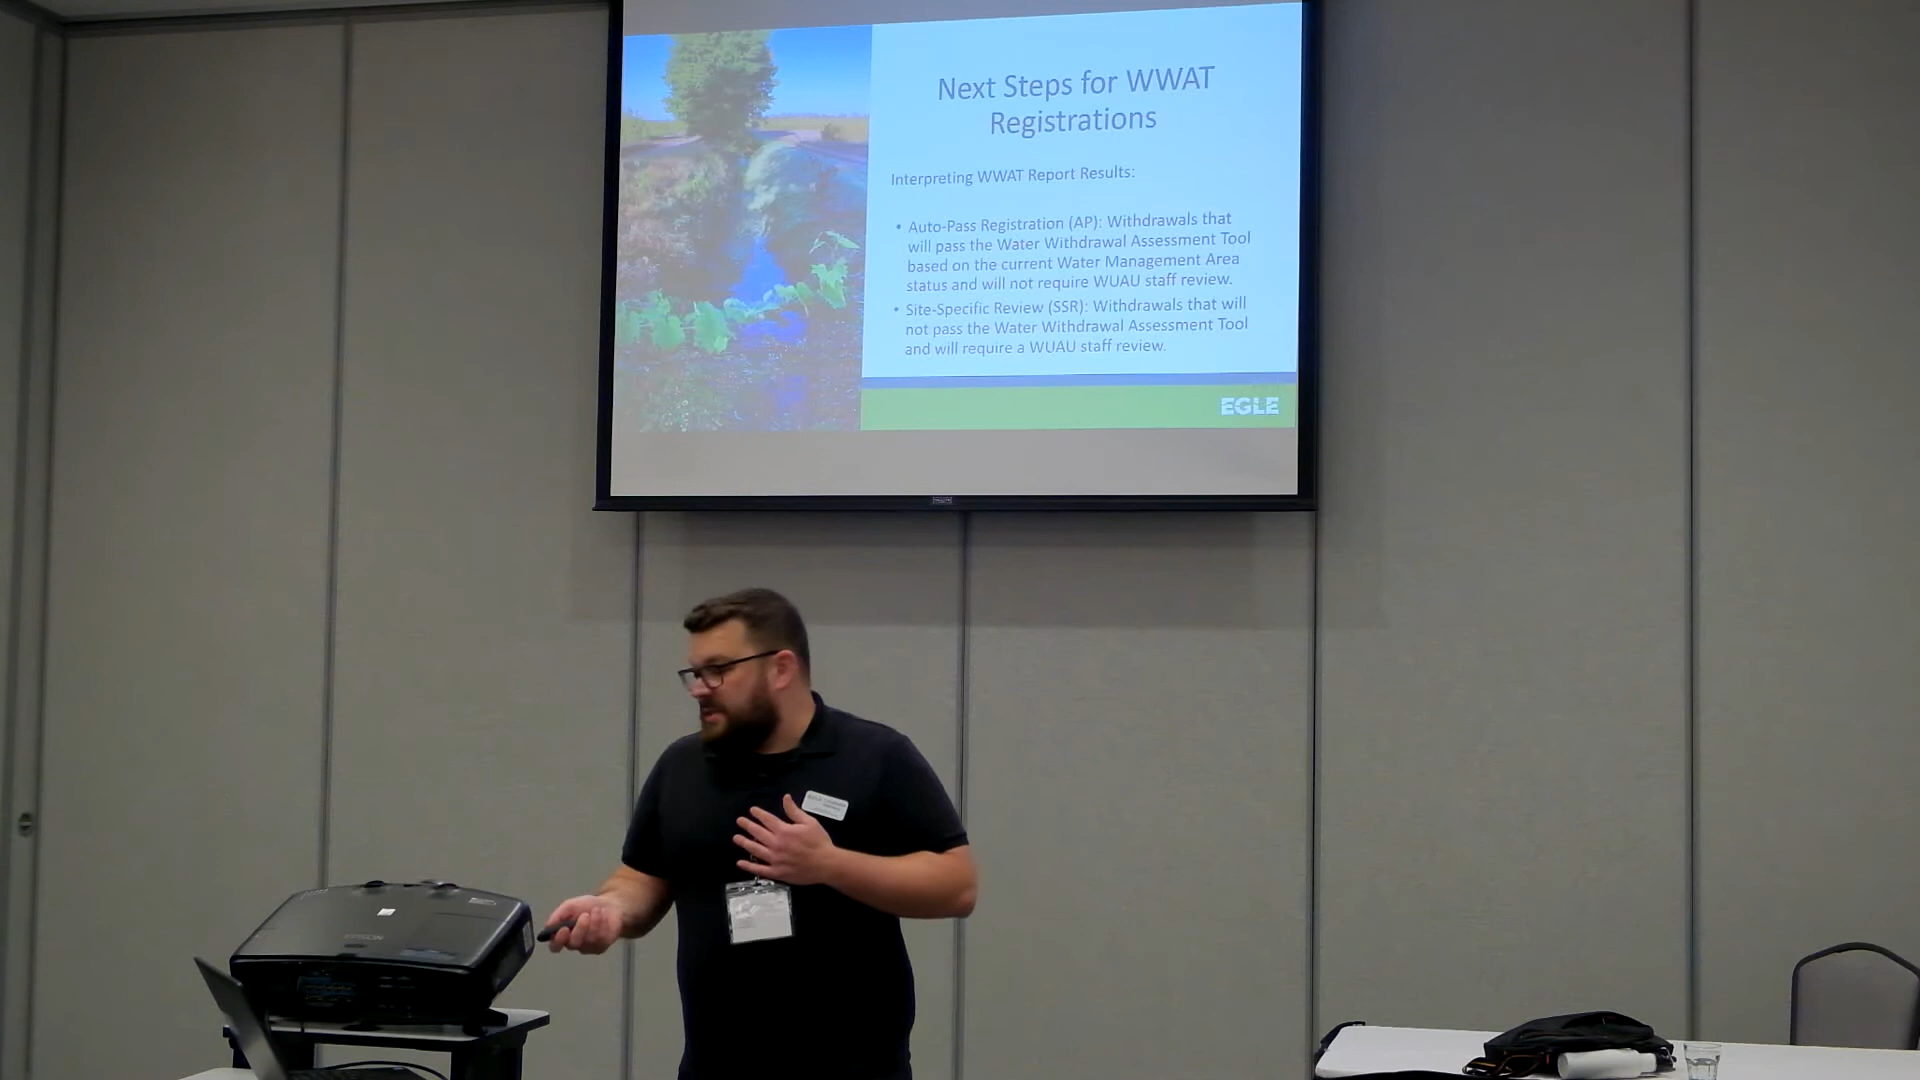 Next Steps for WWAT
Registrations
Interpreting WWAT Report Results:
• Auto-Pass Registration (AP): Withdrawals that
will pass the Water Withdrawal Assessment Tool
based on the current Water Management Area
status and will not require WUAU staff review.
• Site-Specific Review (SSR): Withdrawals that will
not pass the Water Withdrawal Assessment Tool
and will require a WUAU staff review.
EGLE
EPSON